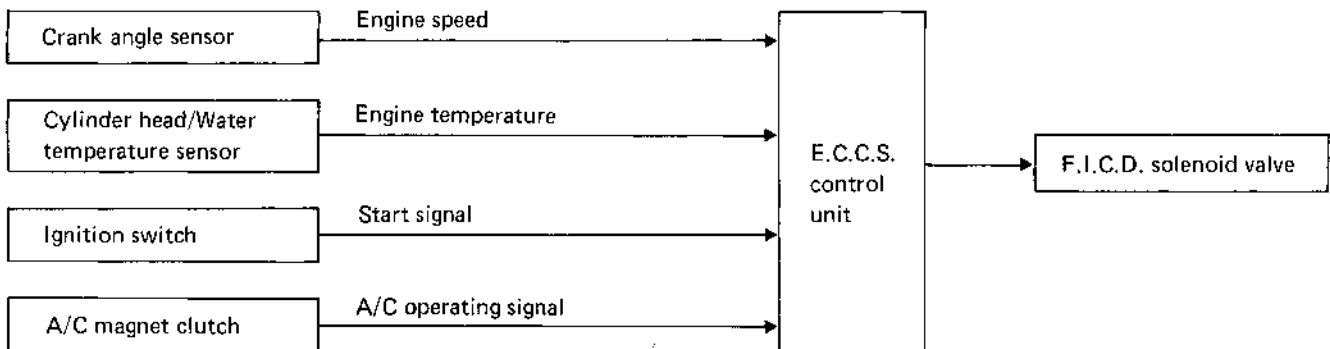 Crank angle sensor
Engine speed
Cylinder head/Water
temperature sensor
Engine temperature
Ignition switch
Start signal
A/C magnet clutch
A/C operating signal
E.C.C.S.
control
unit
F.I.C.D. solenoid valve